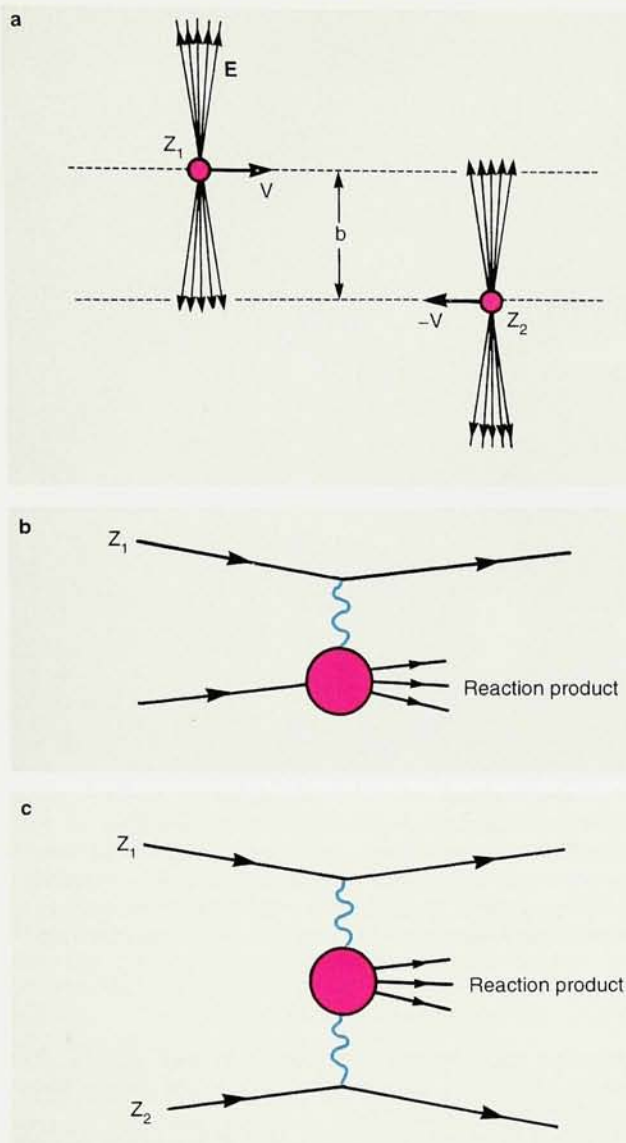 a
E
Z₁
V
b
−V
Z₂
b
Z₁
Reaction product
c
Z₁
Reaction product
Z₂